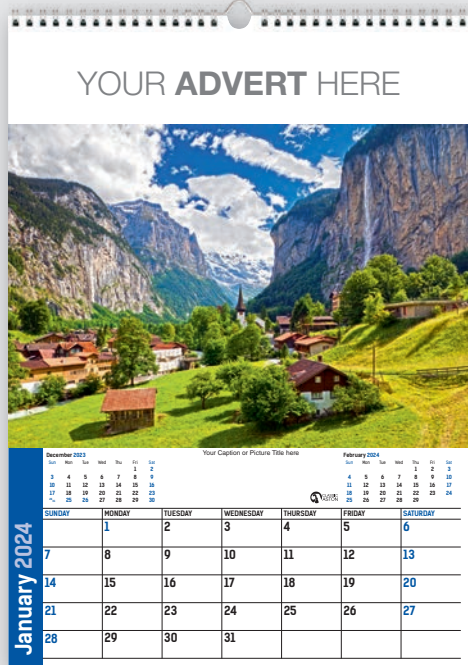 YOUR ADVERT HERE
December 2023
Sun Mon Tue Wed Thu Fri Sat
1 2
3 4 5 6 7 8 9
10 11 12 13 14 15 16
17 18 19 20 21 22 23
25 26 27 28 29 30
Your Caption or Picture Title here
February 2024
Sun Mon Tue Wed Thu Fri Sat
1 2 3
4 5 6 7 8 9 10
11 12 13 14 15 16 17
18 19 20 21 22 23 24
25 26 27 28 29
January 2024
SUNDAY MONDAY TUESDAY WEDNESDAY THURSDAY FRIDAY SATURDAY
1 2 3 4 5 6
7 8 9 10 11 12 13
14 15 16 17 18 19 20
21 22 23 24 25 26 27
28 29 30 31